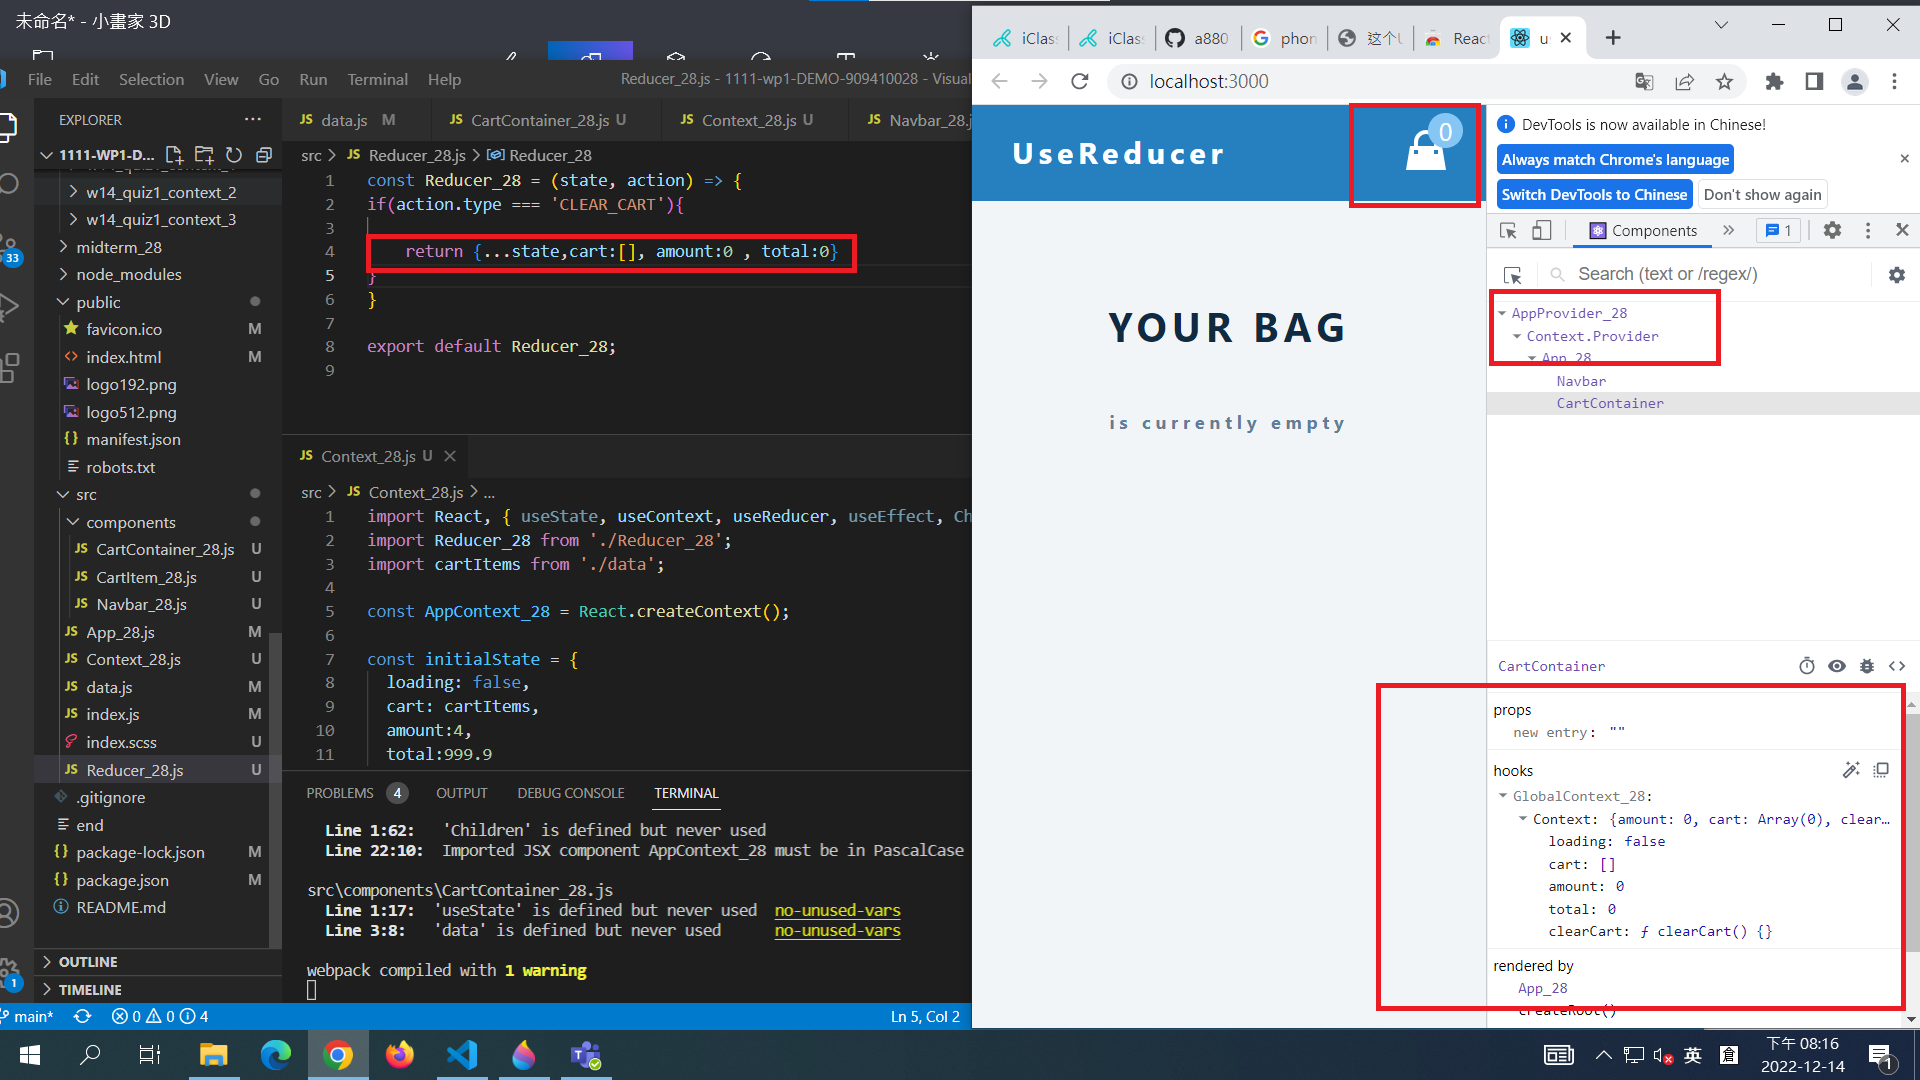 未命名* - 小畫家 3D
File Edit Selection View Go Run Terminal Help
Reducer_28.js - 1111-wp1-DEMO-909410028 - Visual
EXPLORER
1111-WP1-D...
w14_quiz1_context_2
w14_quiz1_context_3
midterm_28
node_modules
public
favicon.ico M
index.html M
logo192.png
logo512.png
manifest.json
robots.txt
src
components
CartContainer_28.js U
CartItem_28.js U
Navbar_28.js U
App_28.js M
Context_28.js U
data.js M
index.js M
index.scss U
Reducer_28.js U
.gitignore
end
package-lock.json M
package.json M
README.md
OUTLINE
TIMELINE
33
1
JS data.js M
JS CartContainer_28.js U
JS Context_28.js U
JS Navbar_28.j
src > JS Reducer_28.js > Reducer_28
1 const Reducer_28 = (state, action) => {
2 if(action.type === 'CLEAR_CART'){
3
4 return {...state,cart:[], amount:0 , total:0}
5 }
6 }
7
8 export default Reducer_28;
9
JS Context_28.js U
src > JS Context_28.js > ...
1 import React, { useState, useContext, useReducer, useEffect, Ch
2 import Reducer_28 from './Reducer_28';
3 import cartItems from './data';
4
5 const AppContext_28 = React.createContext();
6
7 const initialState = {
8 loading: false,
9 cart: cartItems,
10 amount:4,
11 total:999.9
PROBLEMS 4 OUTPUT DEBUG CONSOLE TERMINAL
Line 1:62: 'Children' is defined but never used
Line 22:10: Imported JSX component AppContext_28 must be in PascalCase
src\components\CartContainer_28.js
Line 1:17: 'useState' is defined but never used no-unused-vars
Line 3:8: 'data' is defined but never used no-unused-vars
webpack compiled with 1 warning
main* 0 0 4
Ln 5, Col 2
iClas
iClas
a880
phon
这个U
React
us
localhost:3000
UseReducer
0
YOUR BAG
is currently empty
DevTools is now available in Chinese!
Always match Chrome's language
Switch DevTools to Chinese
Don't show again
Components
1
Search (text or /regex/)
AppProvider_28
Context.Provider
App_28
Navbar
CartContainer
CartContainer
props
new entry: ""
hooks
GlobalContext_28:
Context: {amount: 0, cart: Array(0), clear…
loading: false
cart: []
amount: 0
total: 0
clearCart: ƒ clearCart() {}
rendered by
App_28
createRoot()
英
倉
下午 08:16
2022-12-14
1